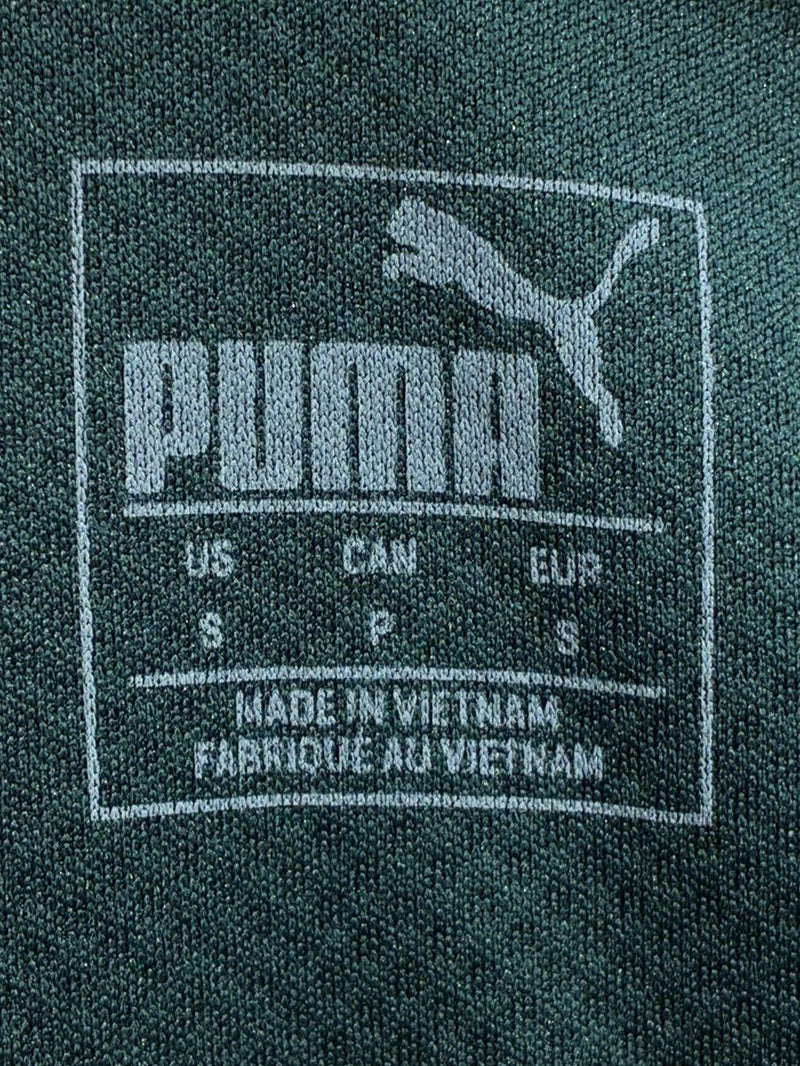 PUMA
US CAN EUR
S P S
MADE IN VIETNAM
FABRIQUÉ AU VIETNAM